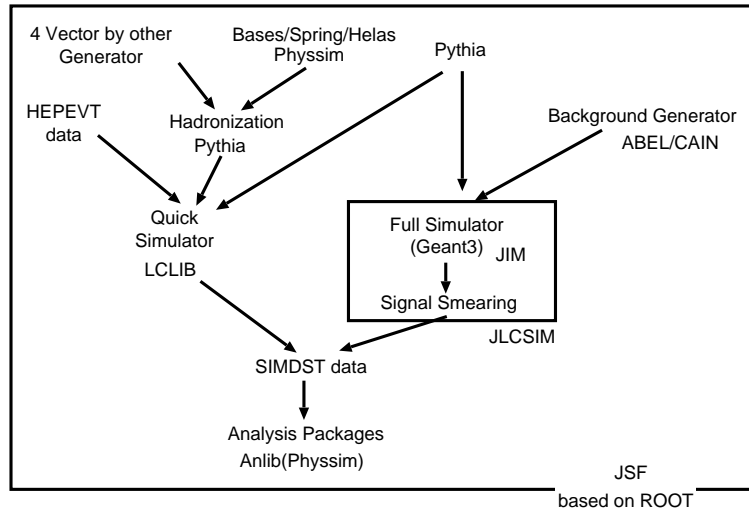 4 Vector by other
Generator
Bases/Spring/Helas
Physsim
Pythia
HEPEVT
data
Hadronization
Pythia
Background Generator
ABEL/CAIN
Quick
Simulator
LCLIB
Full Simulator
(Geant3)
JIM
Signal Smearing
JLCSIM
SIMDST data
Analysis Packages
Anlib(Physsim)
JSF
based on ROOT